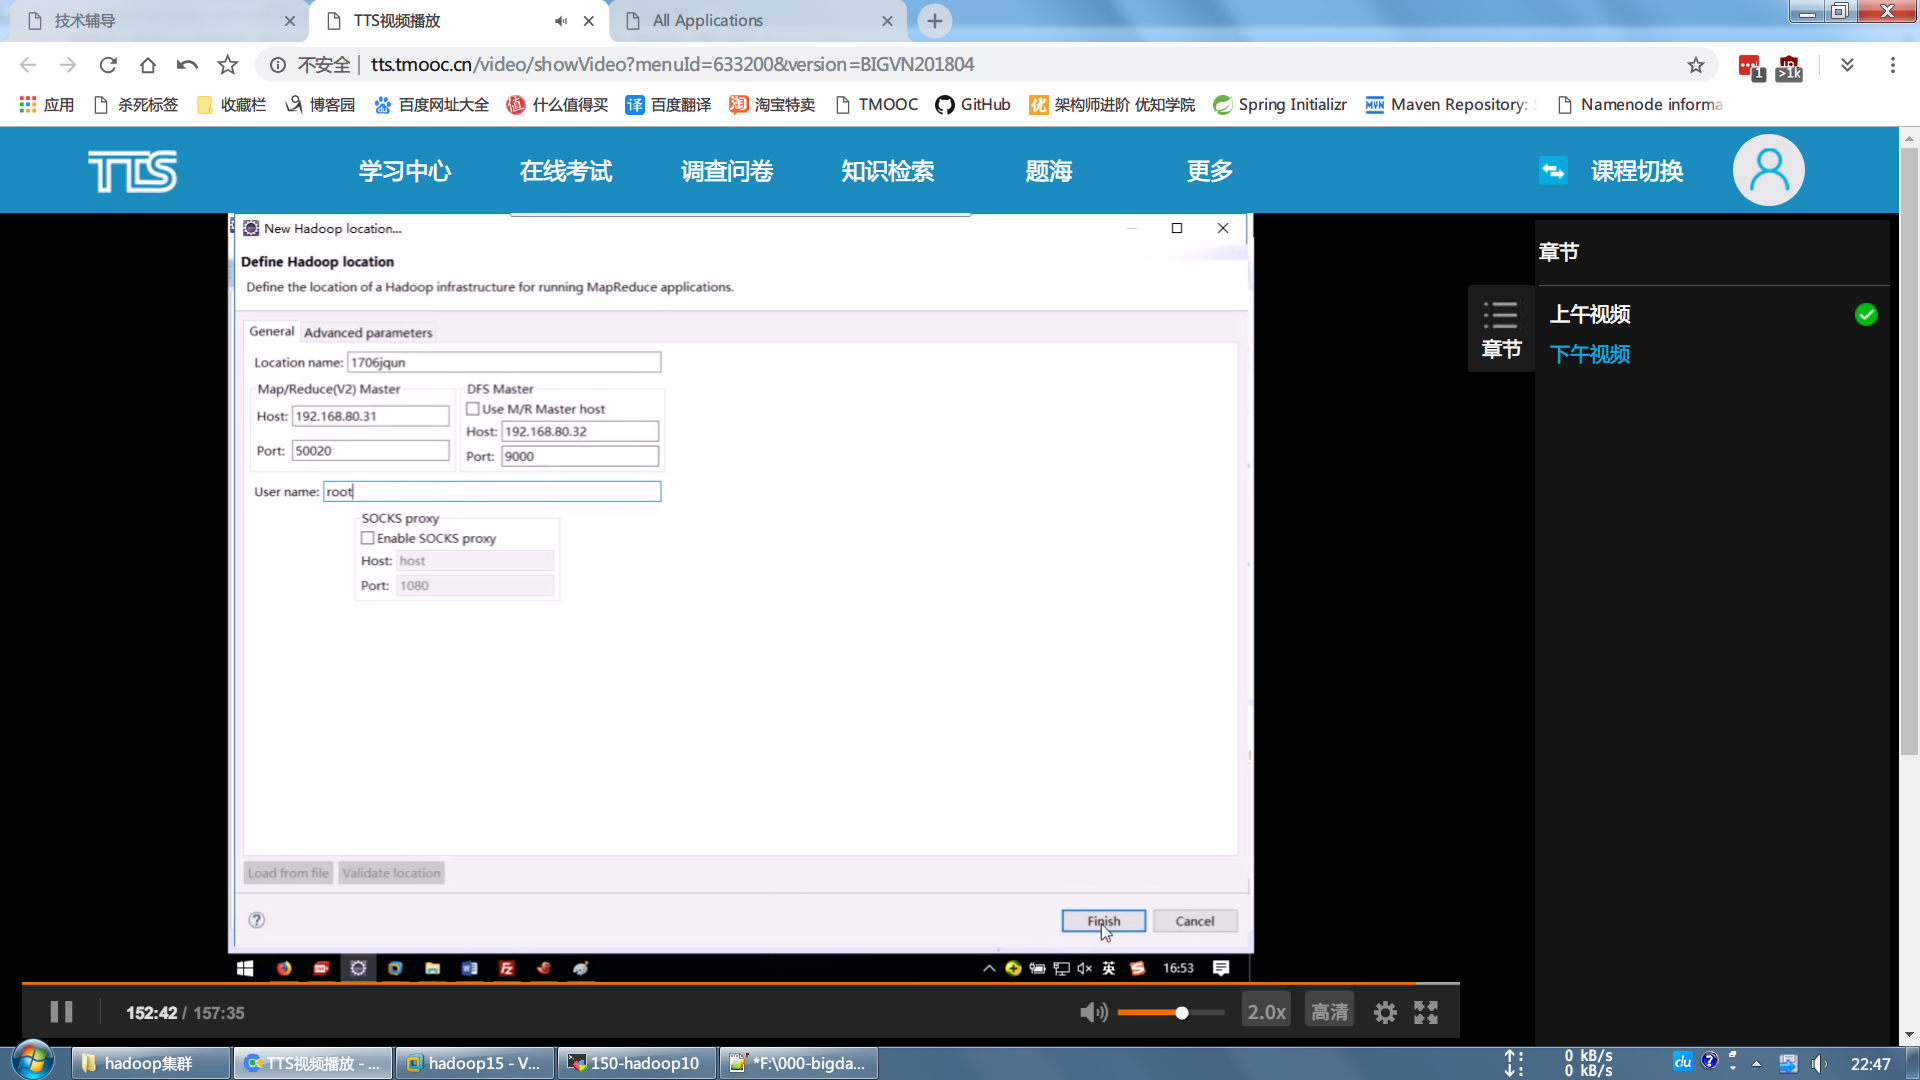 技术辅导
TTS视频播放
All Applications
不安全
tts.tmooc.cn/video/showVideo?menuId=633200&version=BIGVN201804
1
>1k
应用
杀死标签
收藏栏
博客园
百度网址大全
值 什么值得买
译 百度翻译
淘 淘宝特卖
TMOOC
GitHub
优 架构师进阶 优知学院
Spring Initializr
MVN Maven Repository:
Namenode informa
TTS
学习中心
在线考试
调查问卷
知识检索
题海
更多
课程切换
New Hadoop location...
Define Hadoop location
Define the location of a Hadoop infrastructure for running MapReduce applications.
General
Advanced parameters
Location name: 1706jqun
Map/Reduce(V2) Master
Host: 192.168.80.31
Port: 50020
DFS Master
Use M/R Master host
Host: 192.168.80.32
Port: 9000
User name: root
SOCKS proxy
Enable SOCKS proxy
Host: host
Port: 1080
Load from file
Validate location
Finish
Cancel
章节
章节
上午视频
下午视频
英
16:53
152:42 / 157:35
2.0x
高清
hadoop集群
TTS视频播放 - ...
hadoop15 - V...
150-hadoop10
*F:\000-bigda...
0 kB/s
0 kB/s
du
22:47